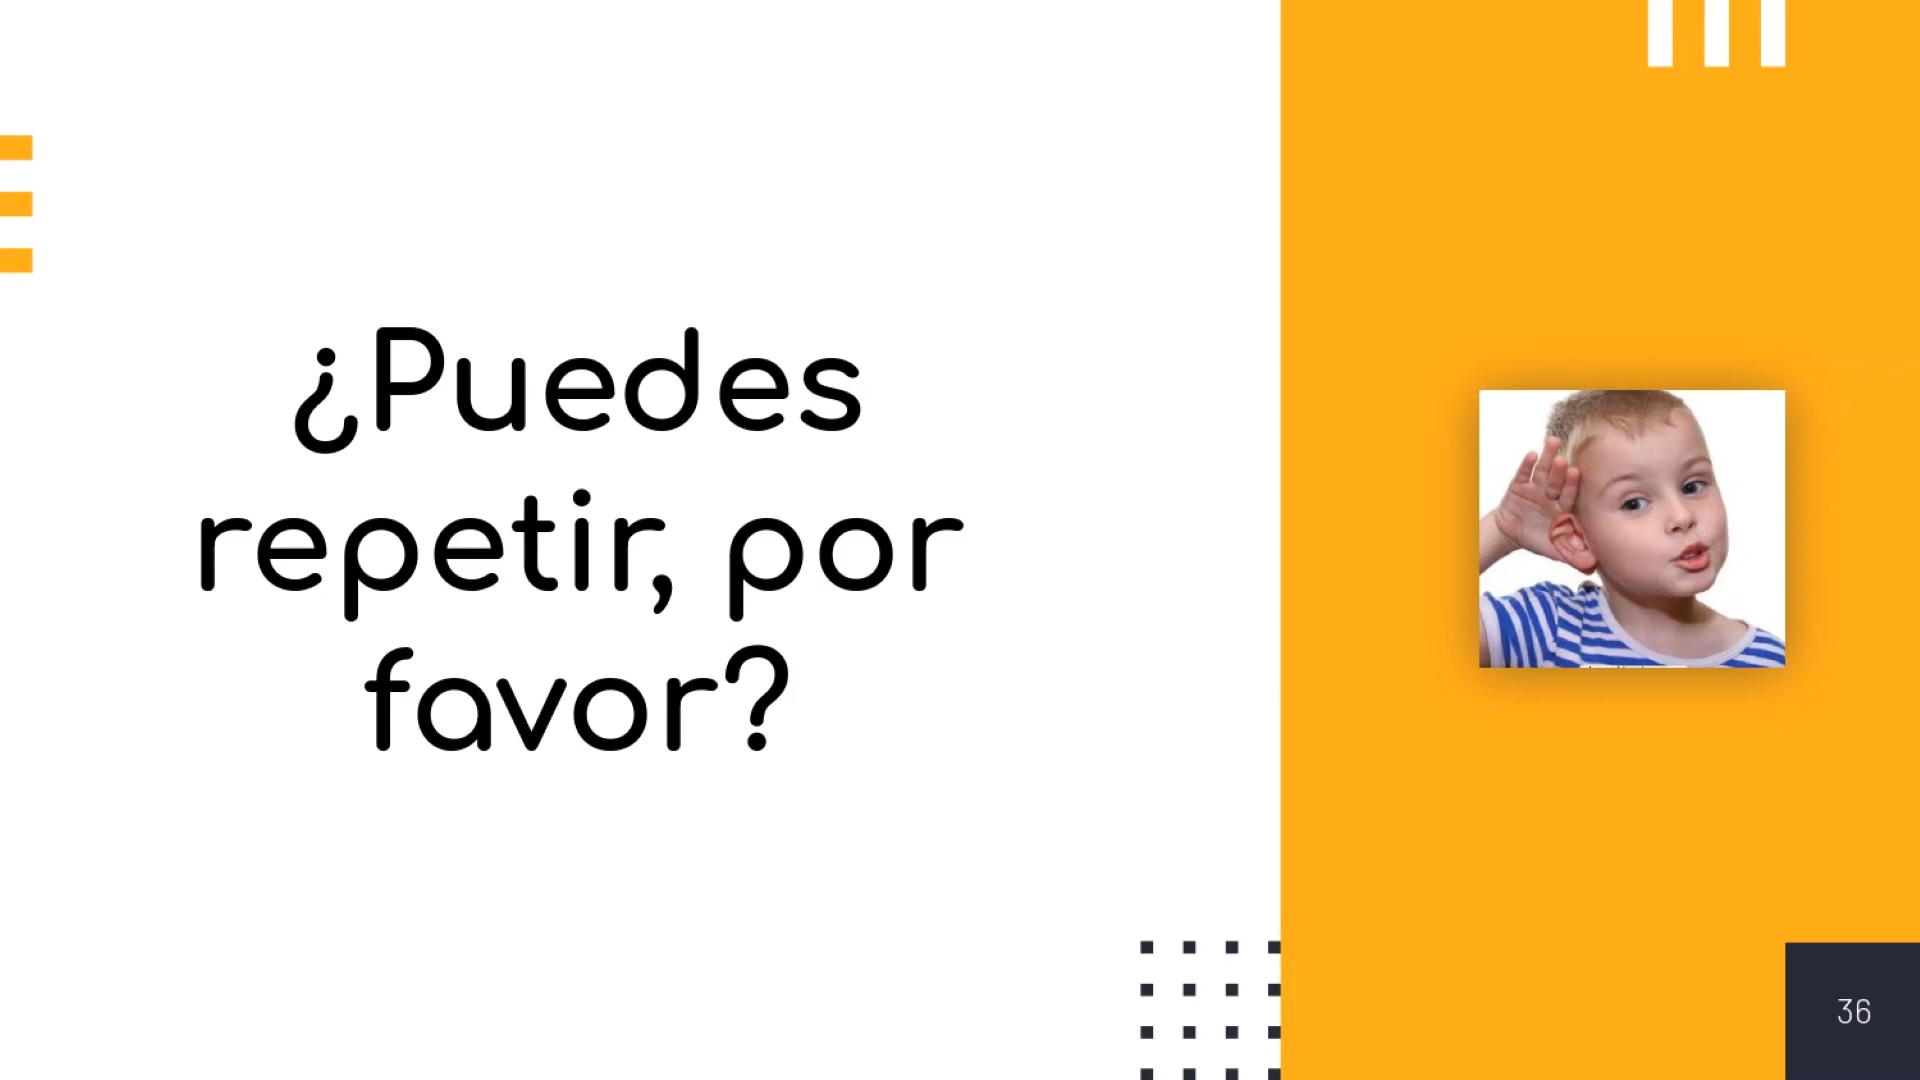 ¿Puedes
repetir, por
favor?
36